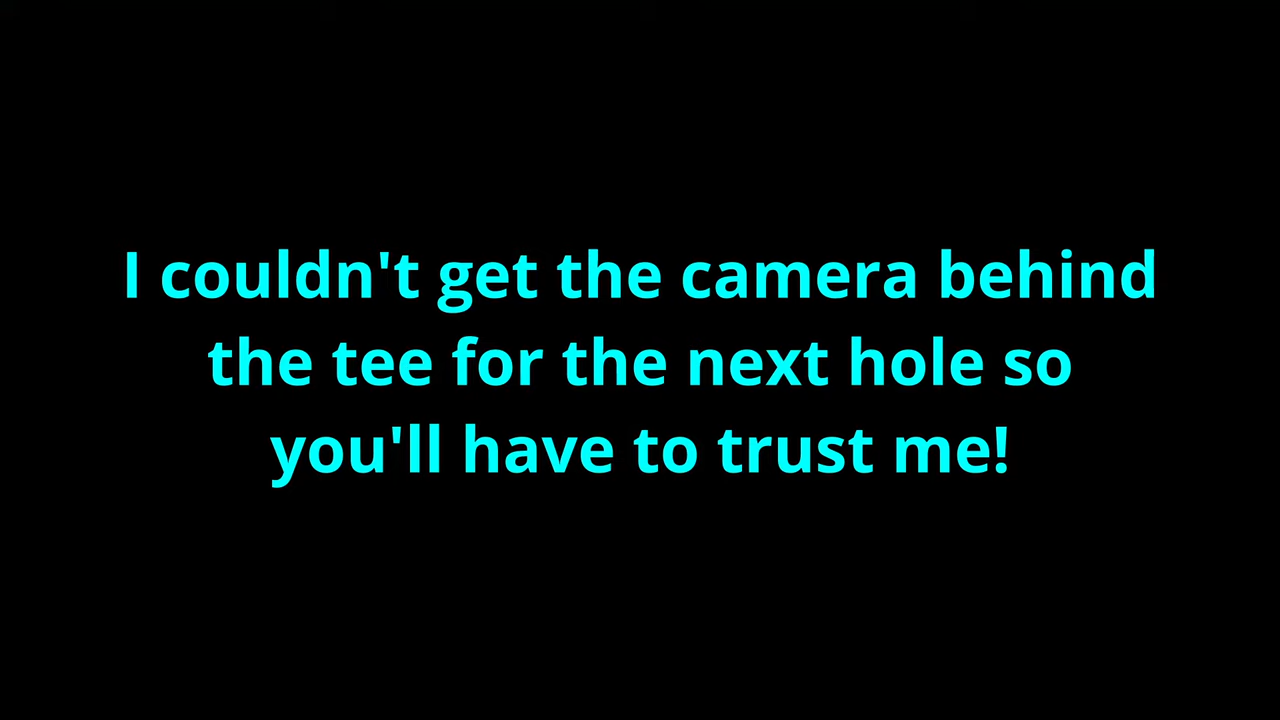 I couldn't get the camera behind
the tee for the next hole so
you'll have to trust me!